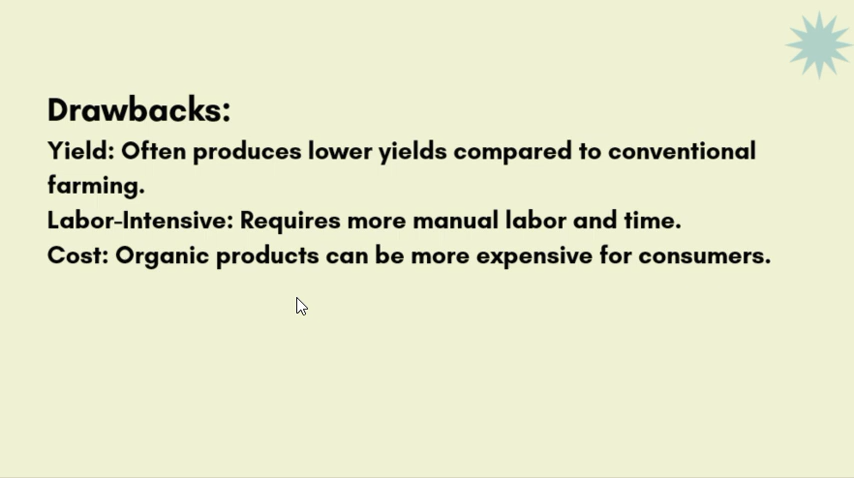 Drawbacks:
Yield: Often produces lower yields compared to conventional
farming.
Labor-Intensive: Requires more manual labor and time.
Cost: Organic products can be more expensive for consumers.